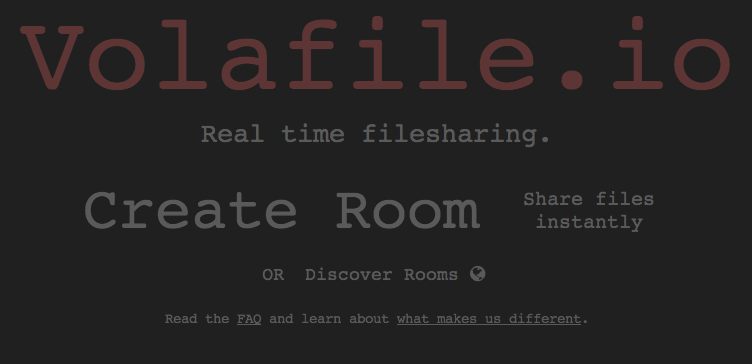 Volafile.io
Real time filesharing.
Create Room
Share files
instantly
OR Discover Rooms
Read the FAQ and learn about what makes us different.